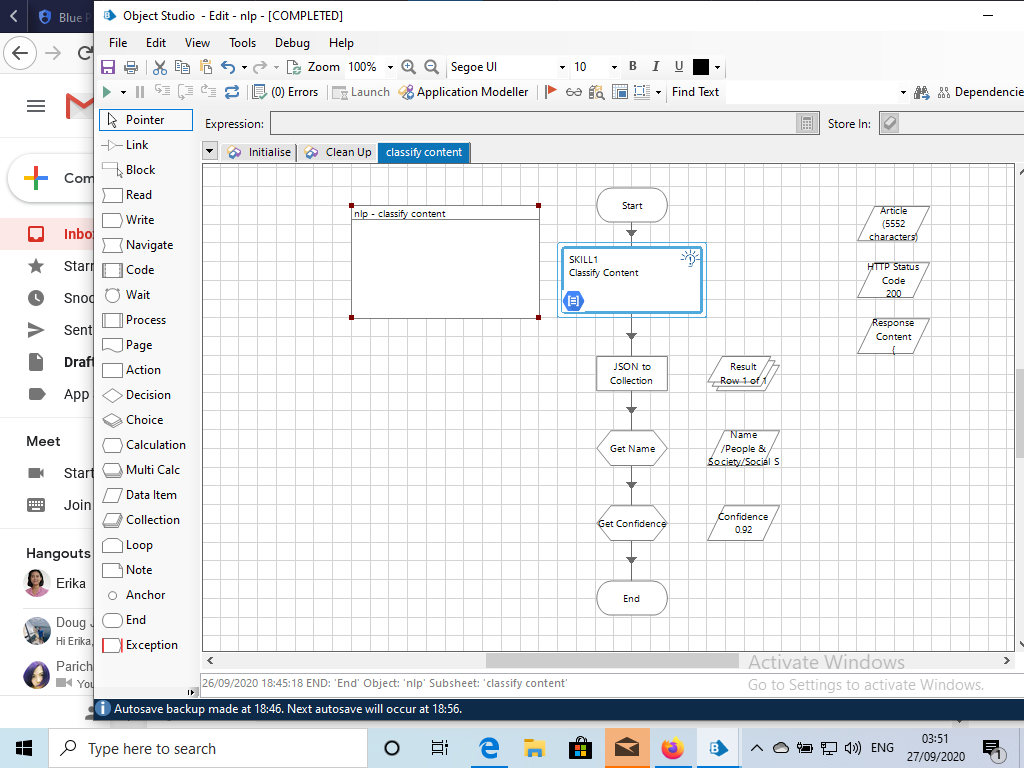 Blue P
Object Studio - Edit - nlp - [COMPLETED]
File Edit View Tools Debug Help
Zoom 100% Segoe UI 10 B I U
(0) Errors Launch Application Modeller Find Text Dependencie
Pointer
Expression: Store In:
Link
Initialise Clean Up classify content
Block
Com
Read
Write
Navigate
Code
Wait
Process
Page
Action
Decision
Choice
Calculation
Multi Calc
Data Item
Collection
Loop
Note
Anchor
End
Exception
Inbo
Starr
Snoo
Sent
Draft
App
Meet
Start
Join
Hangouts
Erika
Doug J
Hi Erika,
Parich
You
nlp - classify content
Start
SKILL1
Classify Content
JSON to
Collection
Get Name
Get Confidence
End
Result
Row 1 of 1
Name
/People &
Society/Social S
Confidence
0.92
Article
(5552
characters)
HTTP Status
Code
200
Response
Content
{
Activate Windows
Go to Settings to activate Windows.
26/09/2020 18:45:18 END: 'End' Object: 'nlp' Subsheet: 'classify content'
Autosave backup made at 18:46. Next autosave will occur at 18:56.
Type here to search
ENG
03:51
27/09/2020
1